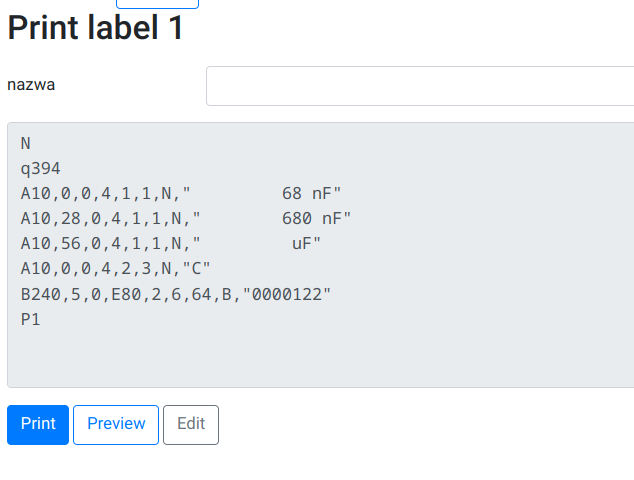 Print label 1
nazwa
N
q394
A10,0,0,4,1,1,N,"         68 nF"
A10,28,0,4,1,1,N,"        680 nF"
A10,56,0,4,1,1,N,"         uF"
A10,0,0,4,2,3,N,"C"
B240,5,0,E80,2,6,64,B,"0000122"
P1
Print Preview Edit